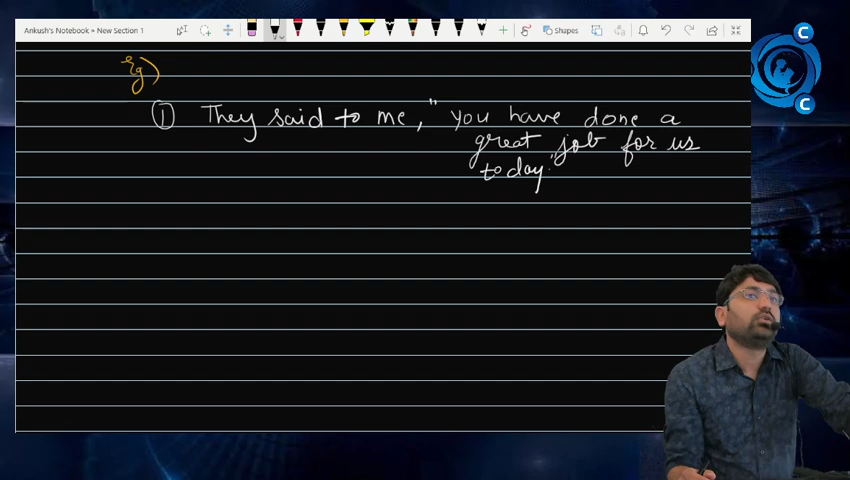 Ankush's Notebook » New Section 1
Shapes
Eg)
① They said to me, "you have done a
great job for us
today."
C
C